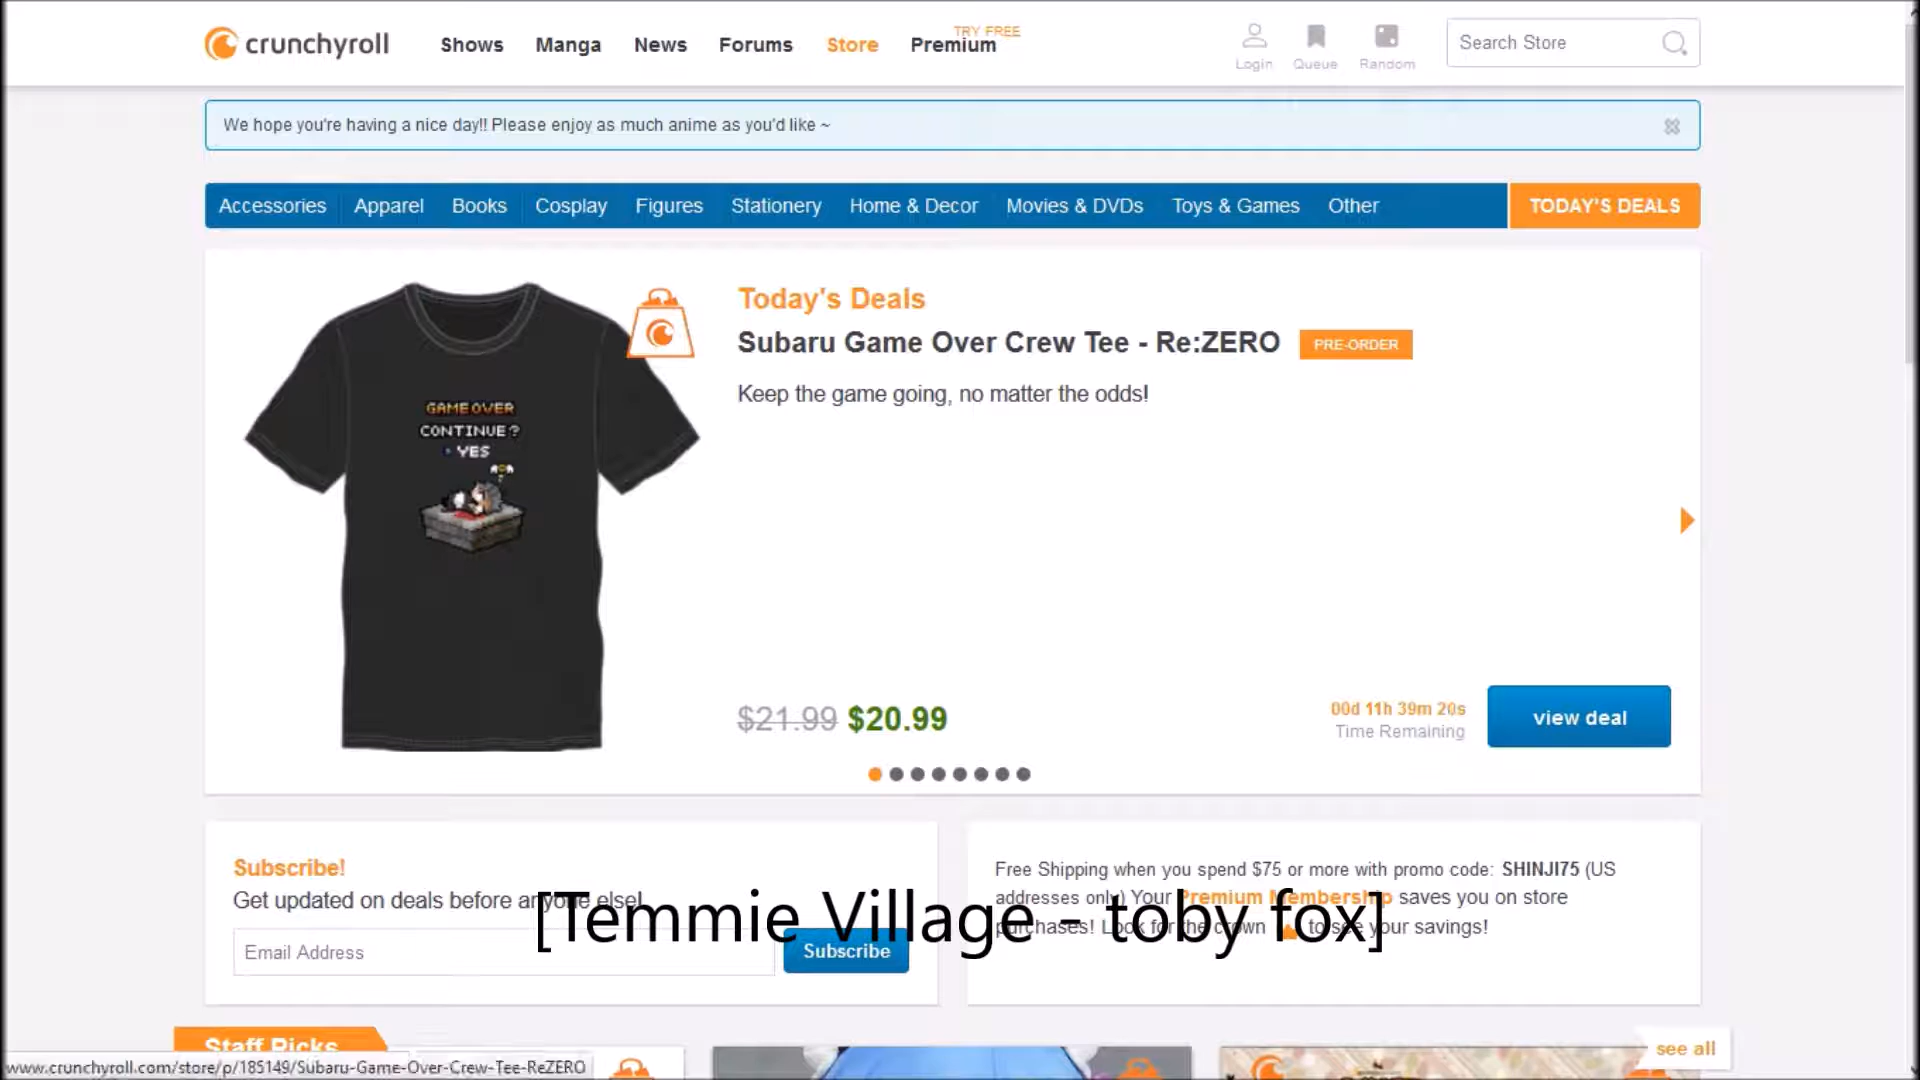 crunchyroll
Shows Manga News Forums Store Premium
TRY FREE
Login Queue Random
Search Store
We hope you're having a nice day!! Please enjoy as much anime as you'd like ~
Accessories Apparel Books Cosplay Figures Stationery Home & Decor Movies & DVDs Toys & Games Other TODAY'S DEALS
GAME OVER
CONTINUE?
YES
Today's Deals
Subaru Game Over Crew Tee - Re:ZERO PRE-ORDER
Keep the game going, no matter the odds!
$21.99 $20.99
00d 11h 39m 20s
Time Remaining
view deal
Subscribe!
Get updated on deals before anyone else!
Email Address
Subscribe
Free Shipping when you spend $75 or more with promo code: SHINJI75 (US
addresses only) Your Premium Membership saves you on store
purchases! Look for the crown to see your savings!
[Temmie Village - toby fox]
Staff Picks
see all
www.crunchyroll.com/store/p/185149/Subaru-Game-Over-Crew-Tee-ReZERO